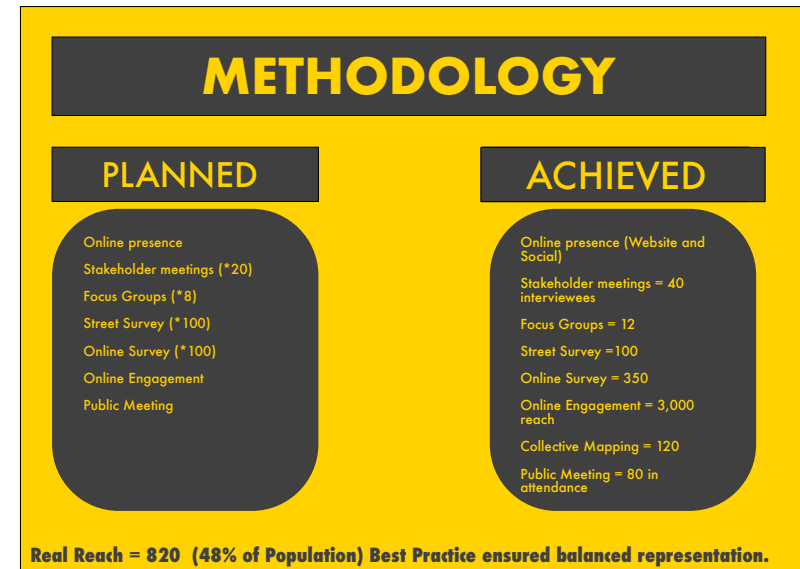 METHODOLOGY
PLANNED
Online presence
Stakeholder meetings (*20)
Focus Groups (*8)
Street Survey (*100)
Online Survey (*100)
Online Engagement
Public Meeting
ACHIEVED
Online presence (Website and
Social)
Stakeholder meetings = 40
interviewees
Focus Groups = 12
Street Survey =100
Online Survey = 350
Online Engagement = 3,000
reach
Collective Mapping = 120
Public Meeting = 80 in
attendance
Real Reach = 820 (48% of Population) Best Practice ensured balanced representation.